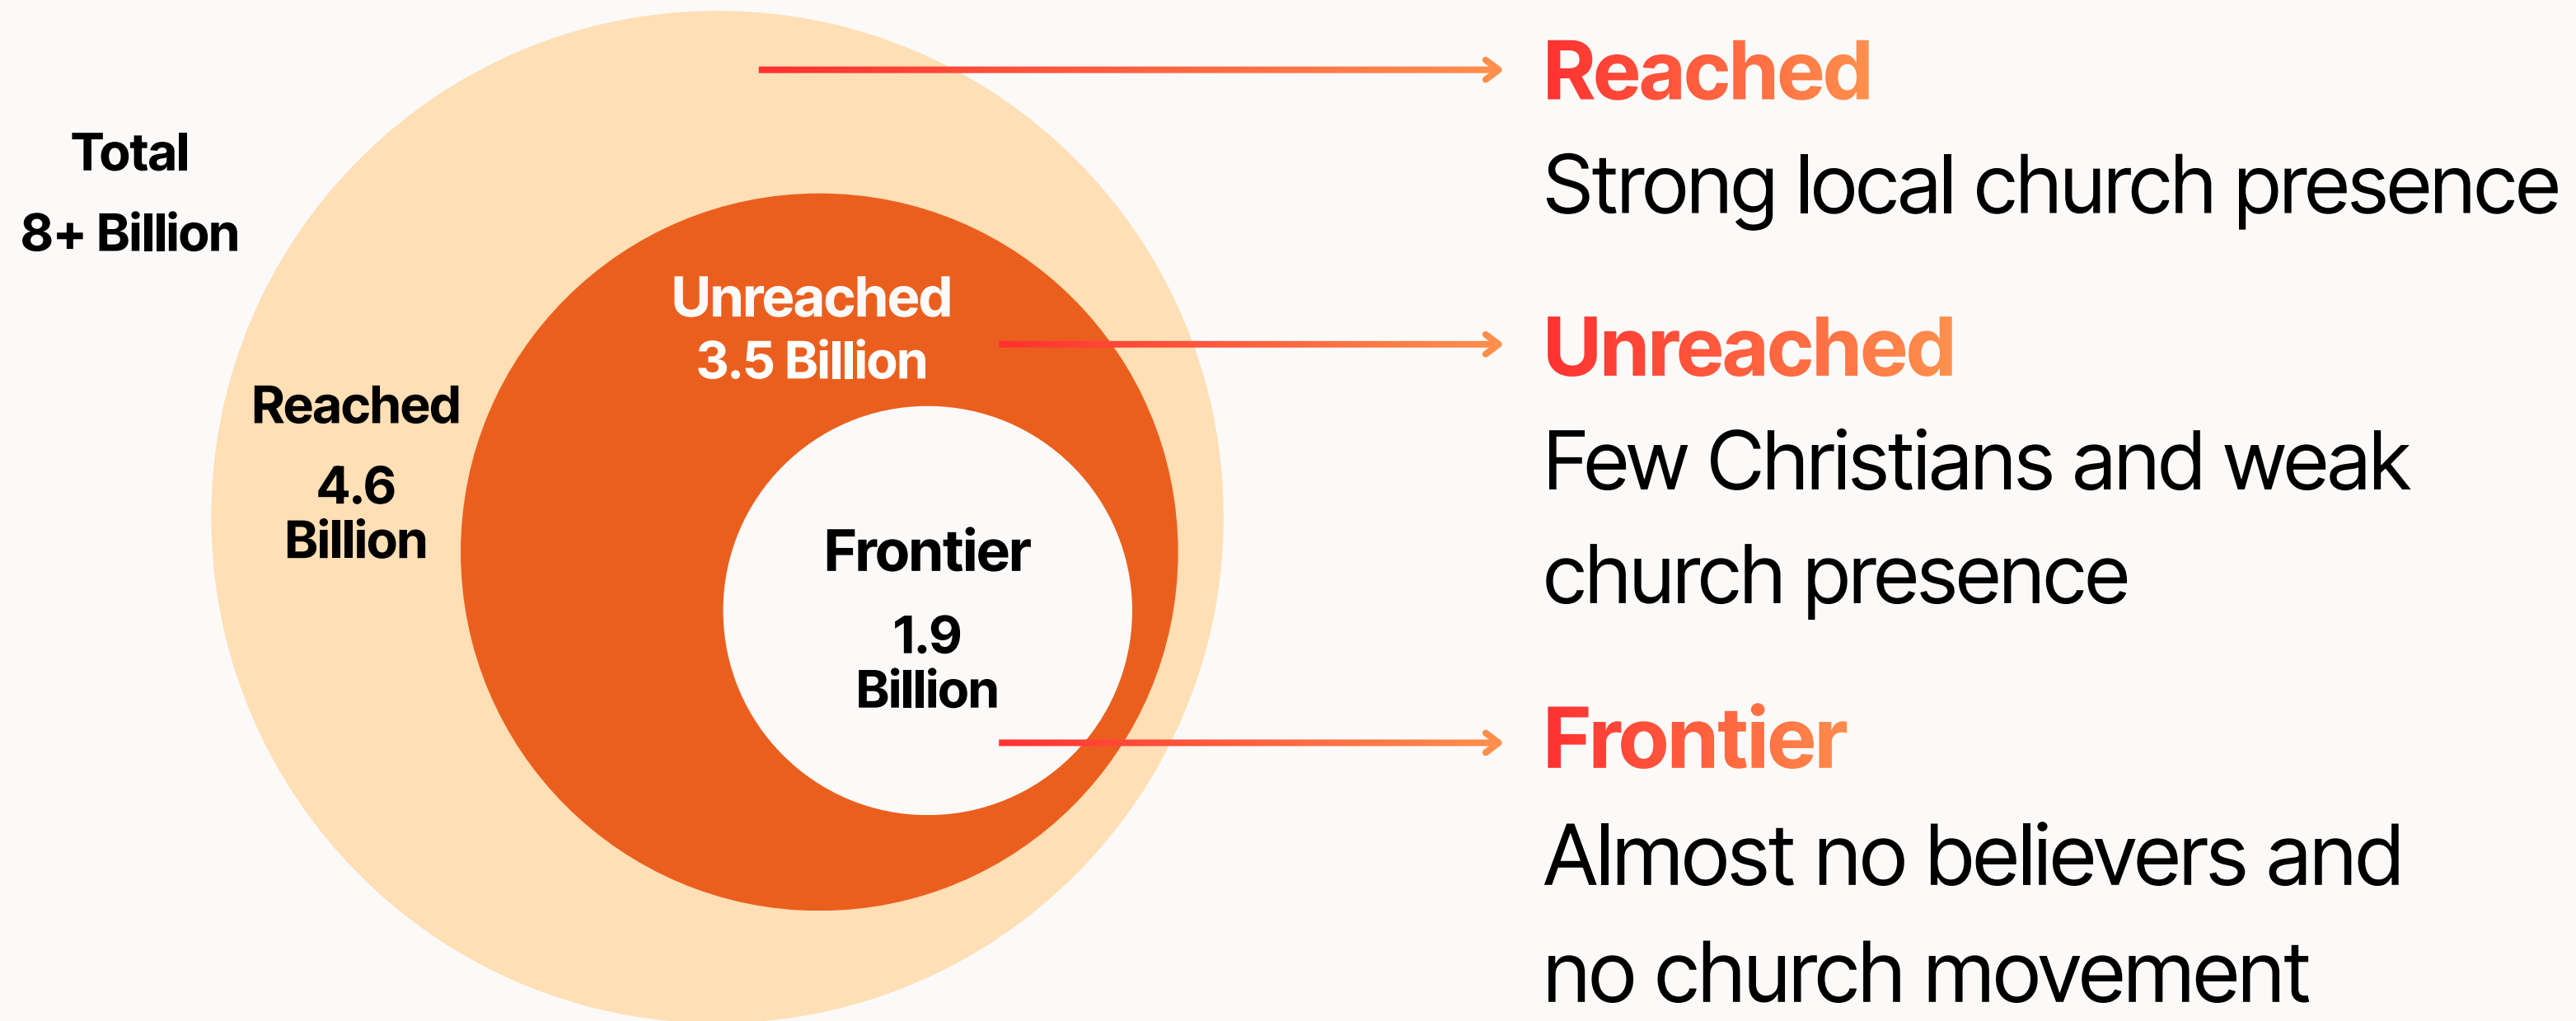 Total
8+ Billion
Reached
4.6
Billion
Unreached
3.5 Billion
Frontier
1.9
Billion
Reached
Strong local church presence
Unreached
Few Christians and weak
church presence
Frontier
Almost no believers and
no church movement